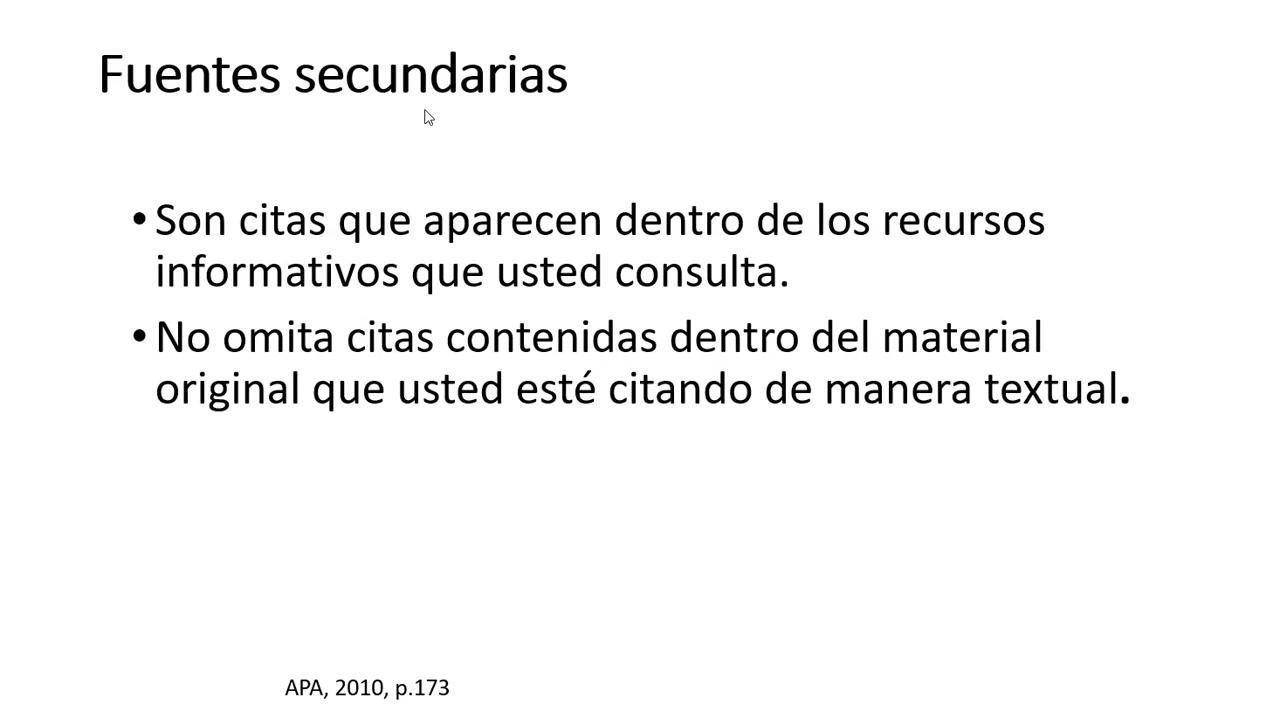 Fuentes secundarias
• Son citas que aparecen dentro de los recursos
informativos que usted consulta.
• No omita citas contenidas dentro del material
original que usted esté citando de manera textual.
APA, 2010, p.173